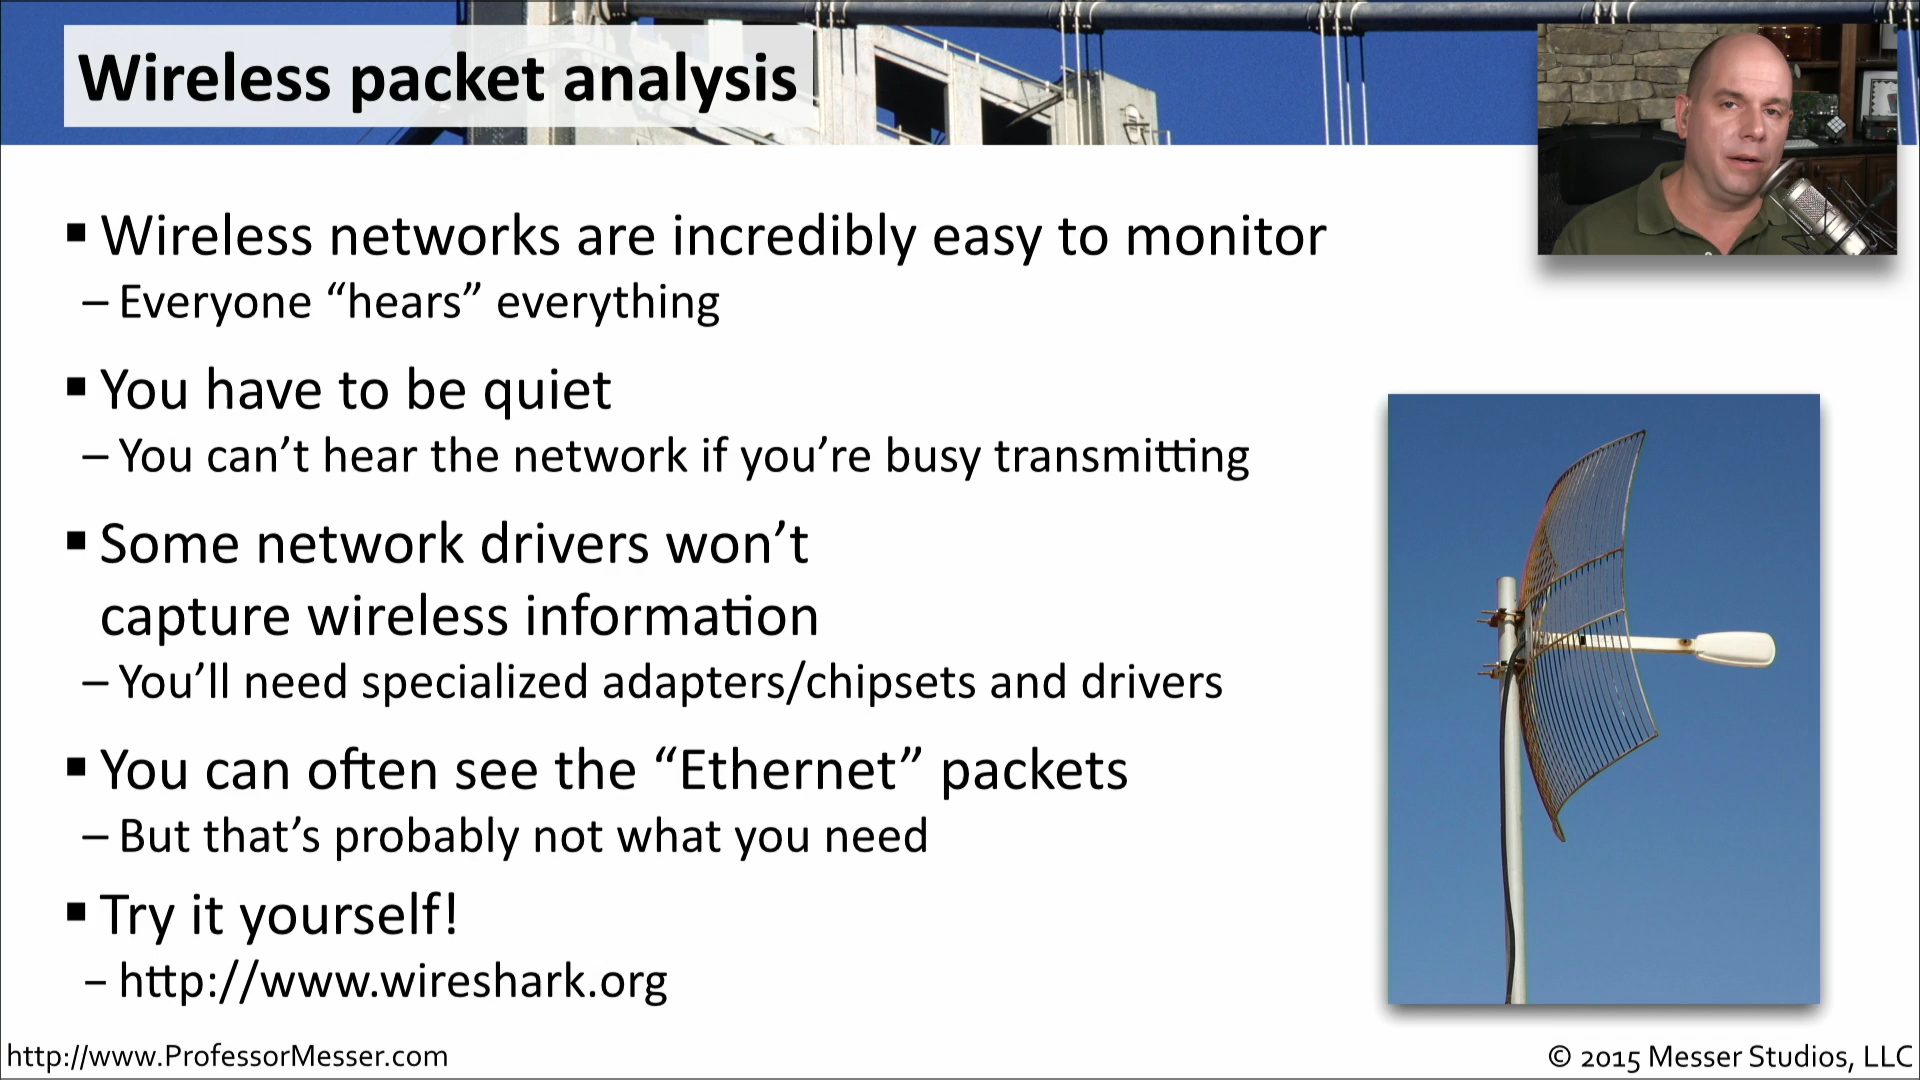 Wireless packet analysis
▪ Wireless networks are incredibly easy to monitor
– Everyone “hears” everything
▪ You have to be quiet
– You can’t hear the network if you’re busy transmitting
▪ Some network drivers won’t
capture wireless information
– You’ll need specialized adapters/chipsets and drivers
▪ You can often see the “Ethernet” packets
– But that’s probably not what you need
▪ Try it yourself!
– http://www.wireshark.org
http://www.ProfessorMesser.com
© 2015 Messer Studios, LLC